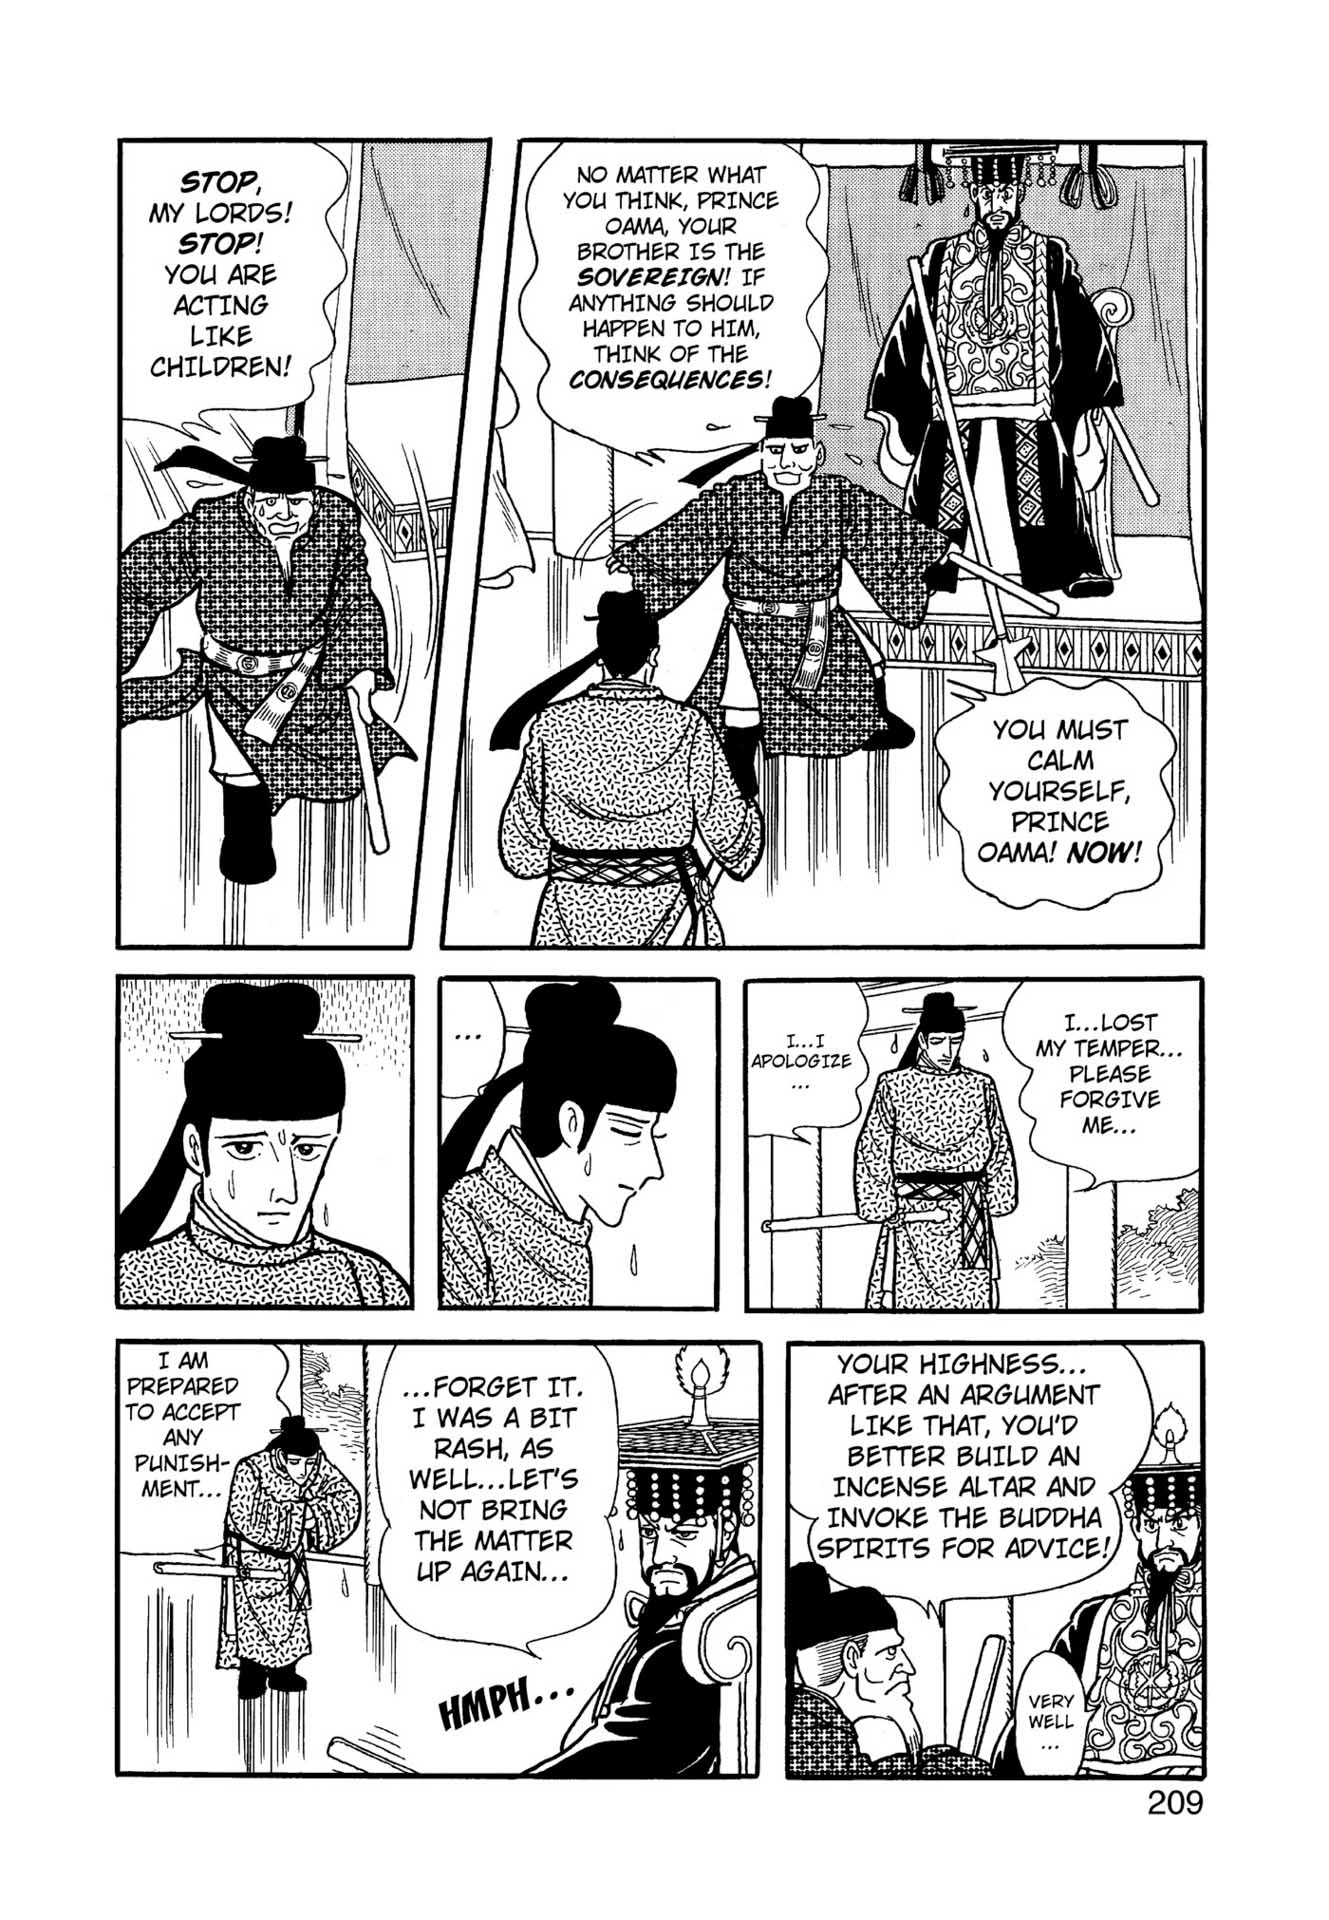 STOP,
MY LORDS!
STOP!
YOU ARE
ACTING
LIKE
CHILDREN!
NO MATTER WHAT
YOU THINK, PRINCE
OAMA, YOUR
BROTHER IS THE
SOVEREIGN! IF
ANYTHING SHOULD
HAPPEN TO HIM,
THINK OF THE
CONSEQUENCES!
YOU MUST
CALM
YOURSELF,
PRINCE
OAMA! NOW!
...
I...I
APOLOGIZE
...
I...LOST
MY TEMPER...
PLEASE
FORGIVE
ME...
I AM
PREPARED
TO ACCEPT
ANY
PUNISH-
MENT...
...FORGET IT.
I WAS A BIT
RASH, AS
WELL...LET'S
NOT BRING
THE MATTER
UP AGAIN...
HMPH...
YOUR HIGHNESS...
AFTER AN ARGUMENT
LIKE THAT, YOU'D
BETTER BUILD AN
INCENSE ALTAR AND
INVOKE THE BUDDHA
SPIRITS FOR ADVICE!
VERY
WELL
...
209